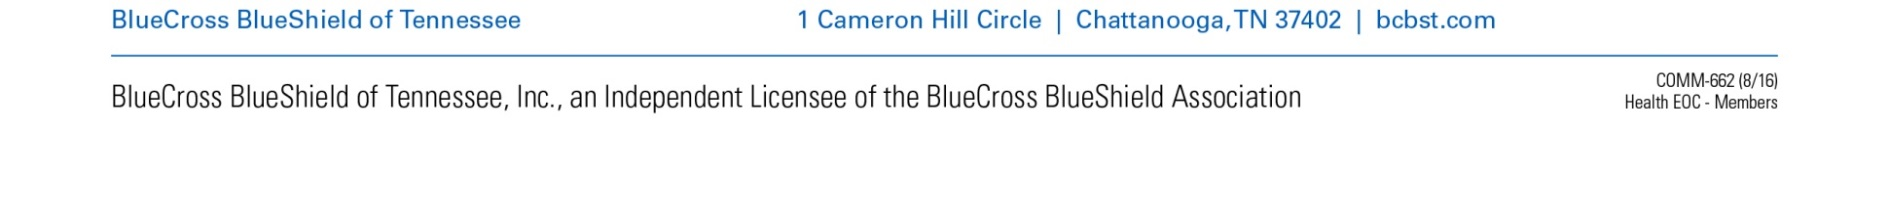 BlueCross BlueShield of Tennessee
1 Cameron Hill Circle | Chattanooga, TN 37402 | bcbst.com
BlueCross BlueShield of Tennessee, Inc., an Independent Licensee of the BlueCross BlueShield Association
COMM-662 (8/16)
Health EOC - Members